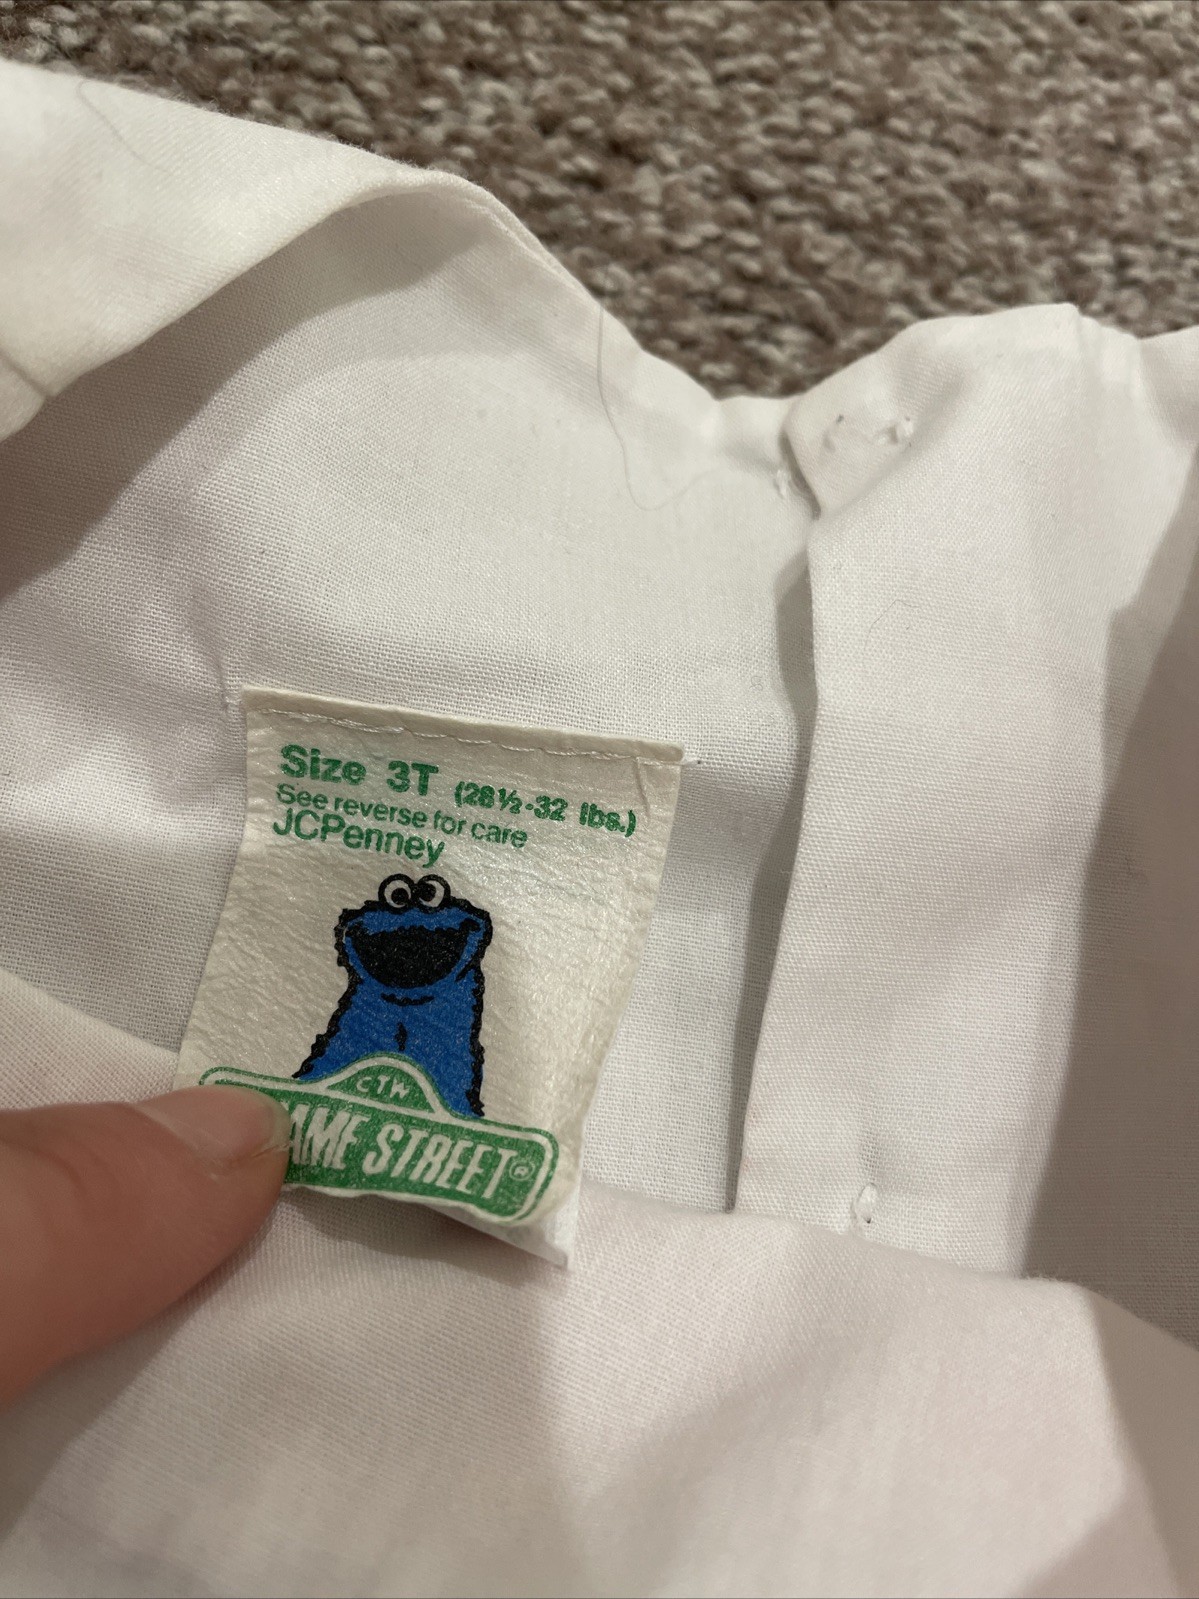 Size 3T (28½-32 lbs.)
See reverse for care
JCPenney
CTW
AME STREET®